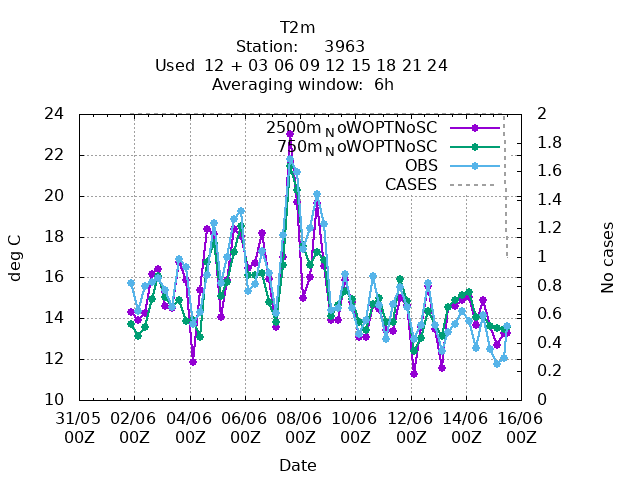 T2m
Station: 3963
Used 12 + 03 06 09 12 15 18 21 24
Averaging window: 6h
24 2
2500m NoWOPTNoSC
22 1.8
750m NoWOPTNoSC
OBS
1.6
CASES
20 1.4
18 1.2
deg C
16 1
No cases
0.8
14 0.6
12 0.4
0.2
10 0
31/05 02/06 04/06 06/06 08/06 10/06 12/06 14/06 16/06
00Z 00Z 00Z 00Z 00Z 00Z 00Z 00Z 00Z
Date